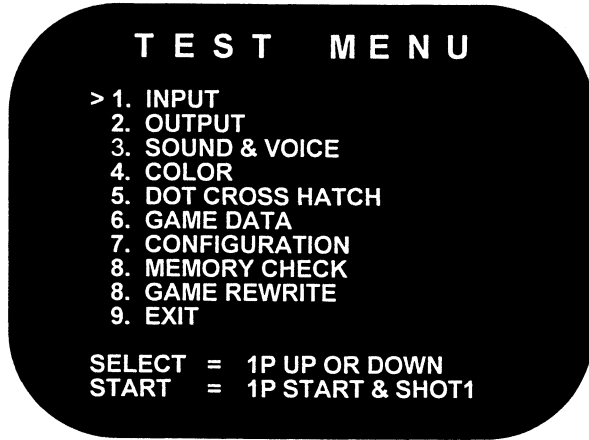 TEST MENU
> 1. INPUT
2. OUTPUT
3. SOUND & VOICE
4. COLOR
5. DOT CROSS HATCH
6. GAME DATA
7. CONFIGURATION
8. MEMORY CHECK
8. GAME REWRITE
9. EXIT
SELECT = 1P UP OR DOWN
START = 1P START & SHOT1